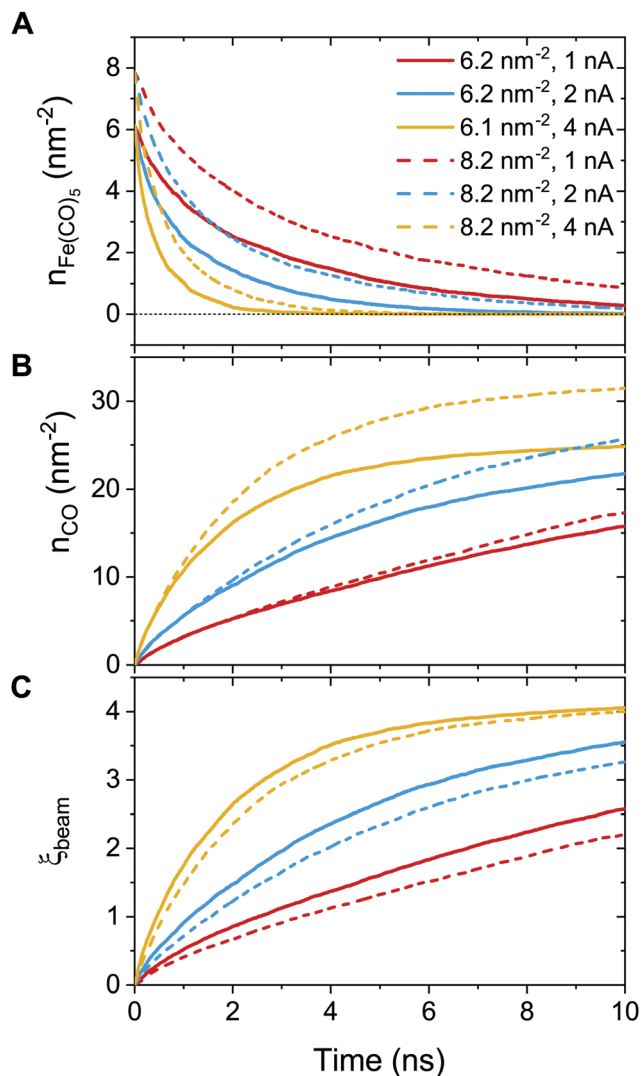 A
8
6
4
2
0
n_Fe(CO)₅ (nm⁻²)
6.2 nm⁻², 1 nA
6.2 nm⁻², 2 nA
6.1 nm⁻², 4 nA
8.2 nm⁻², 1 nA
8.2 nm⁻², 2 nA
8.2 nm⁻², 4 nA
B
30
20
10
0
n_CO (nm⁻²)
C
4
3
2
1
0
ξ_beam
0 2 4 6 8 10
Time (ns)